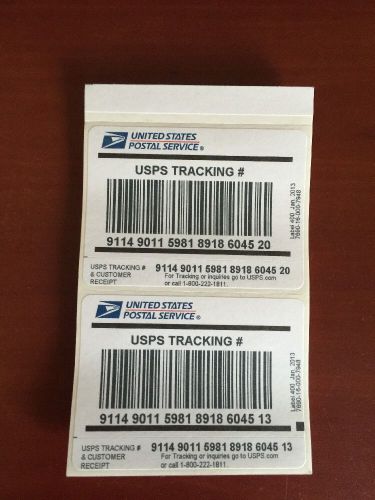 UNITED STATES
POSTAL SERVICE®
USPS TRACKING #
9114 9011 5981 8918 6045 20
Label 400 Jan. 2013
7690-16-000-7948
USPS TRACKING # 9114 9011 5981 8918 6045 20
& CUSTOMER For Tracking or inquiries go to USPS.com
RECEIPT or call 1-800-222-1811.
UNITED STATES
POSTAL SERVICE®
USPS TRACKING #
9114 9011 5981 8918 6045 13
Label 400 Jan. 2013
7690-16-000-7948
USPS TRACKING # 9114 9011 5981 8918 6045 13
& CUSTOMER For Tracking or inquiries go to USPS.com
RECEIPT or call 1-800-222-1811.